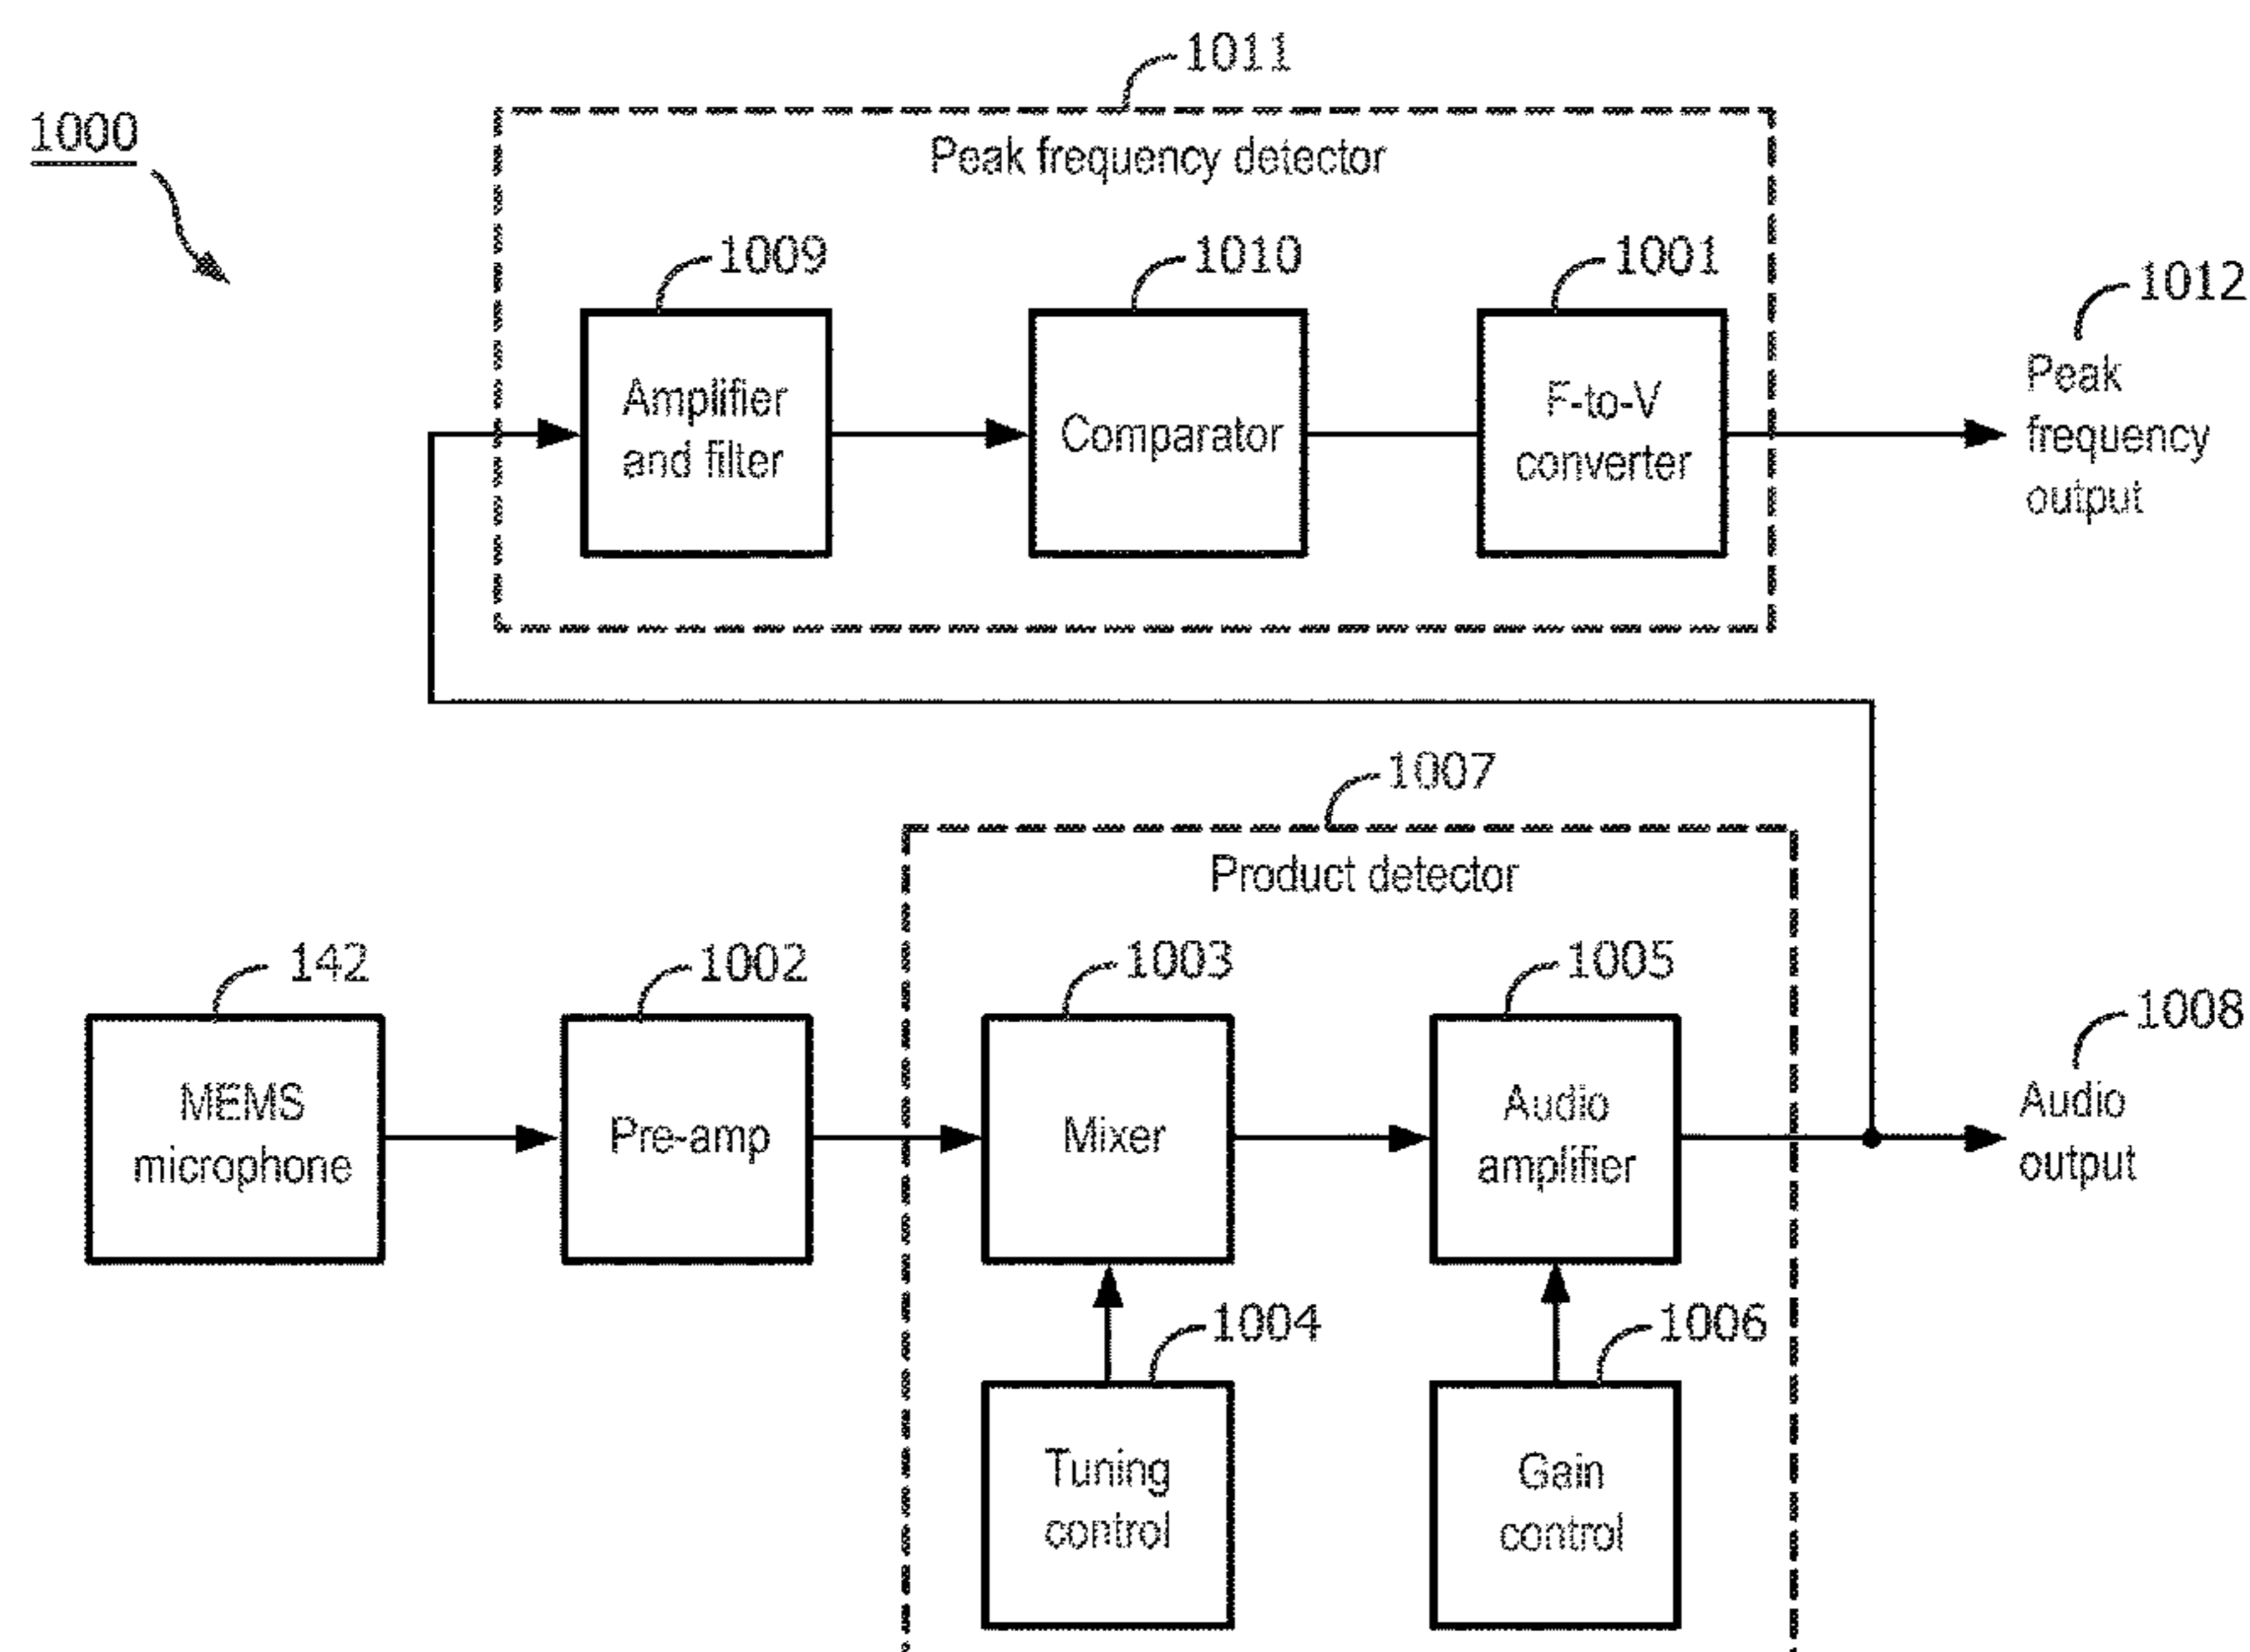 1011
1000
Peak frequency detector
1009
1010
1001
1012
Amplifier
and filter
Comparator
F-to-V
converter
Peak
frequency
output
1007
Product detector
142
1002
1003
1005
1008
MEMS
microphone
Pre-amp
Mixer
Audio
amplifier
Audio
output
1004
1006
Tuning
control
Gain
control